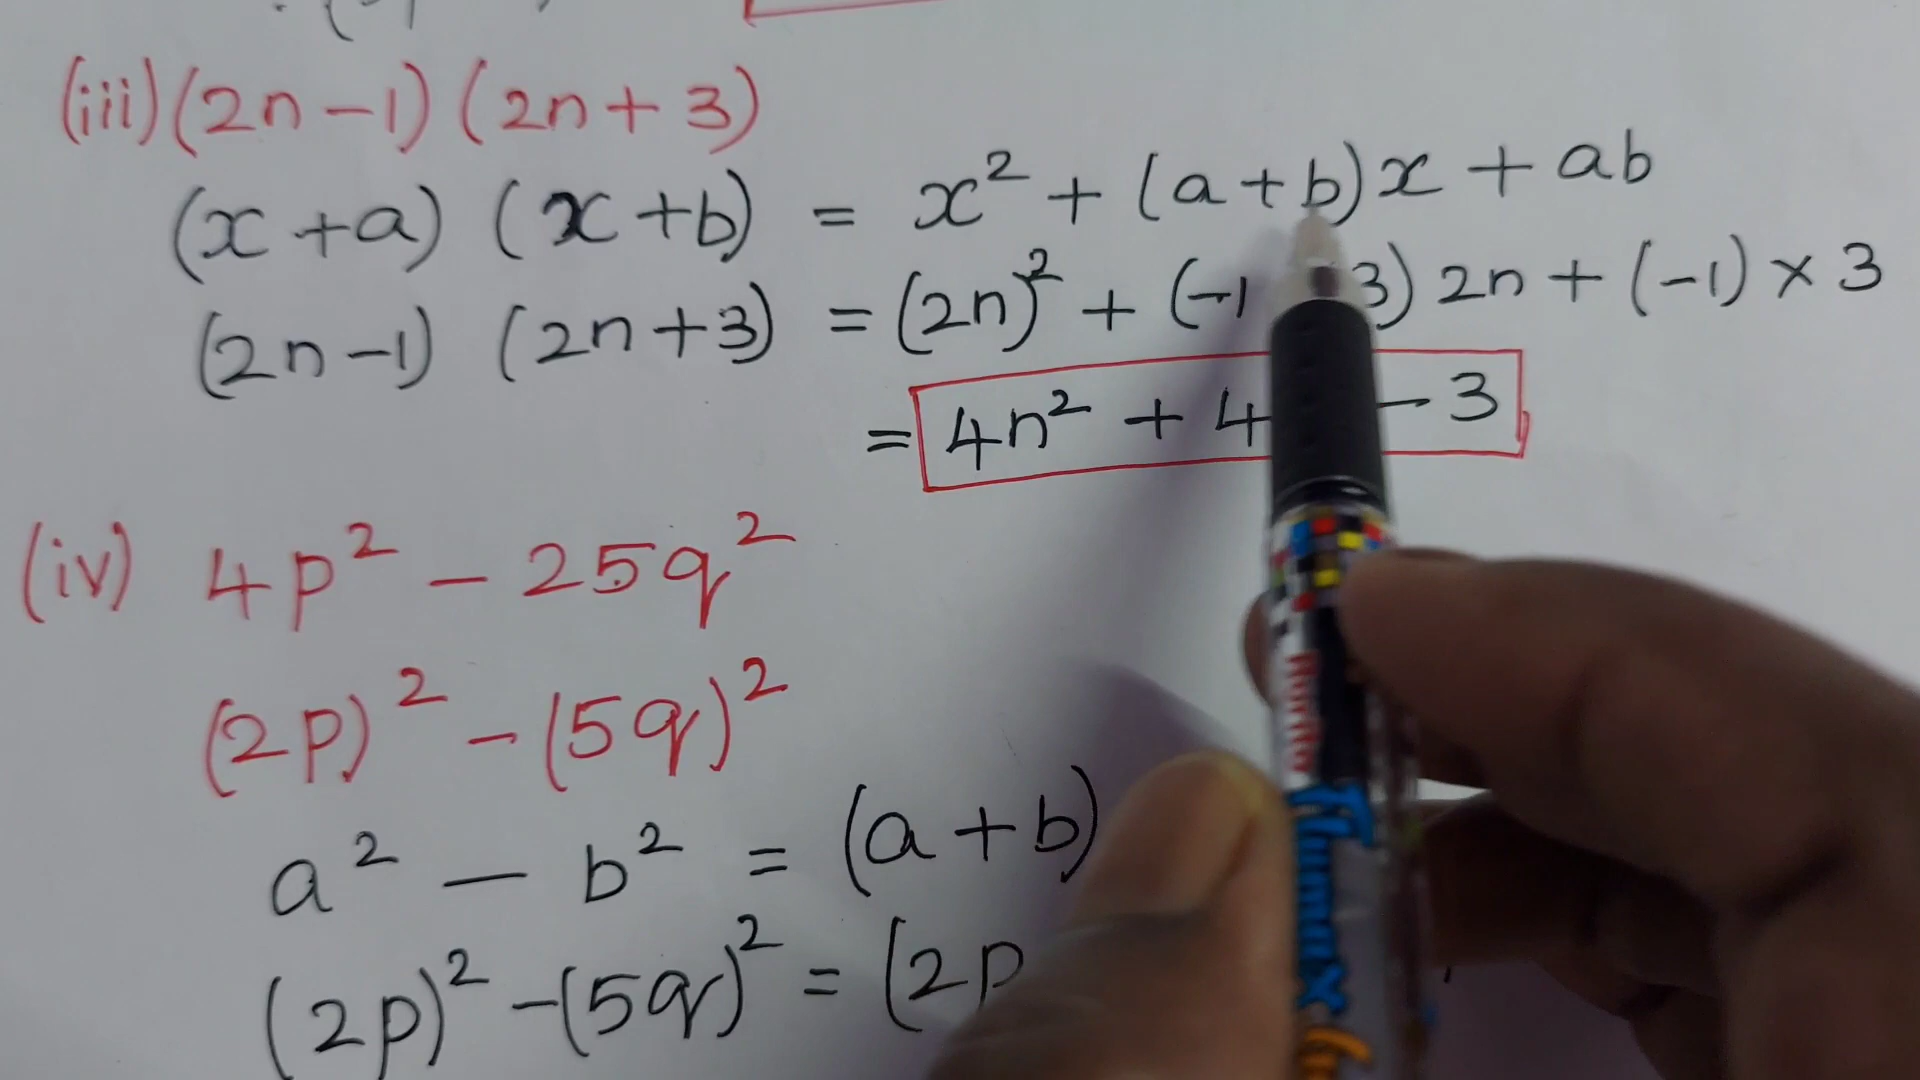 (iii) (2n-1) (2n+3)
(x+a) (x+b) = x² + (a+b)x + ab
(2n-1) (2n+3) = (2n)² + (-1 3) 2n + (-1) × 3
= 4n² + 4 - 3
(iv) 4p² - 25q²
(2p)² - (5q)²
a² - b² = (a+b)
(2p)² - (5q)² = (2p